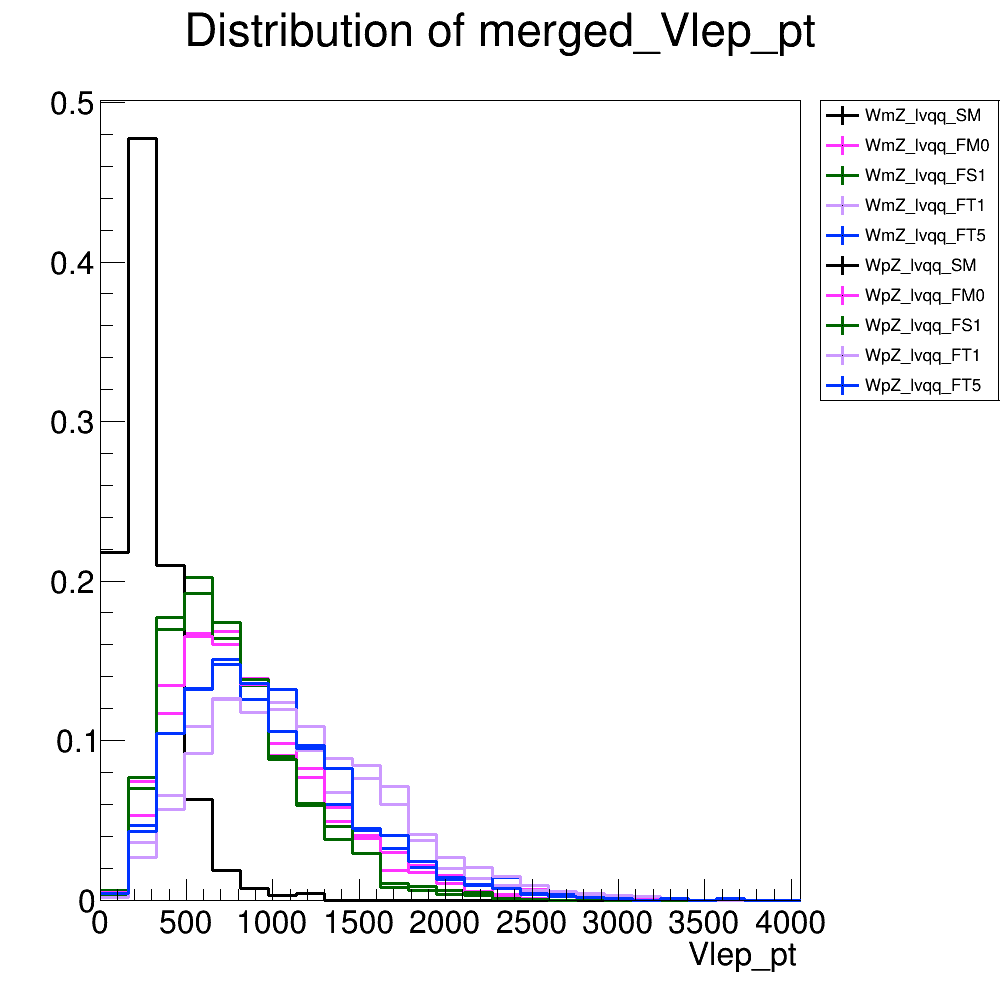 Distribution of merged_Vlep_pt
0.5
0.4
0.3
0.2
0.1
0
0 500 1000 1500 2000 2500 3000 3500 4000
Vlep_pt
WmZ_lvqq_SM
WmZ_lvqq_FM0
WmZ_lvqq_FS1
WmZ_lvqq_FT1
WmZ_lvqq_FT5
WpZ_lvqq_SM
WpZ_lvqq_FM0
WpZ_lvqq_FS1
WpZ_lvqq_FT1
WpZ_lvqq_FT5